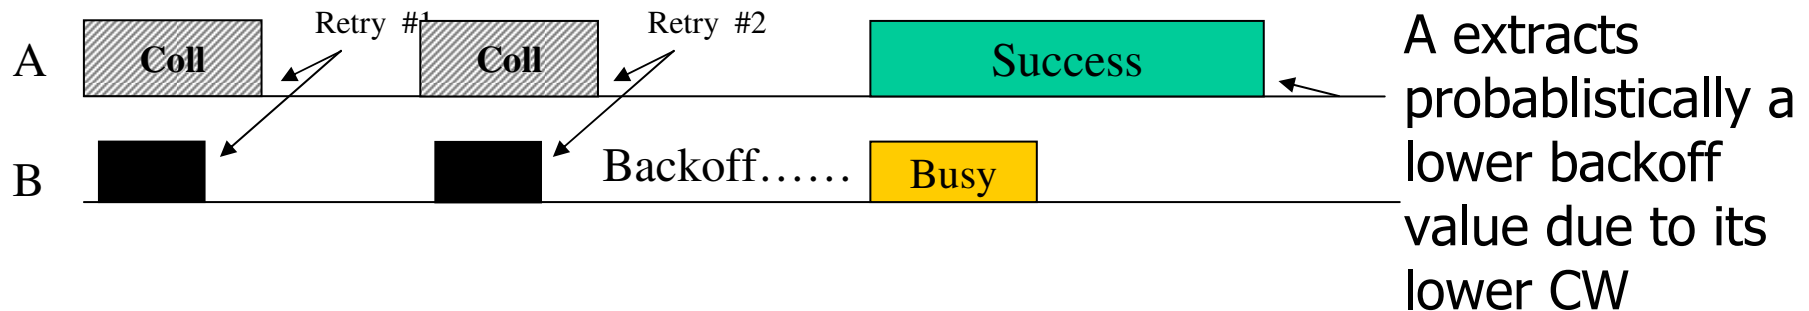 Retry #1
Retry #2
A
Coll
Coll
Success
B
Backoff……
Busy
A extracts
probablistically a
lower backoff
value due to its
lower CW